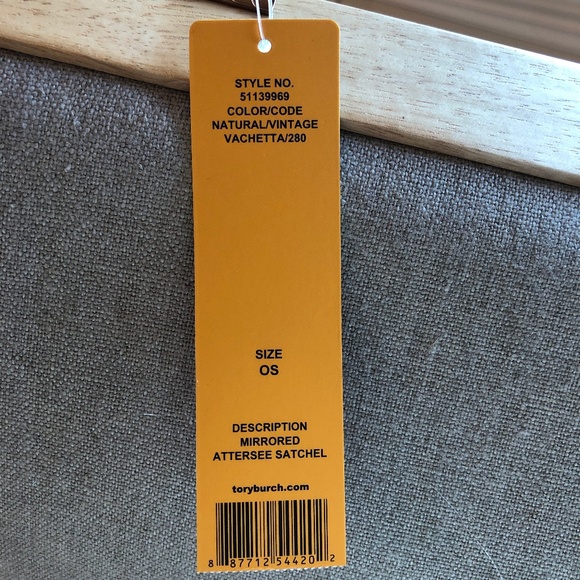 STYLE NO.
51139969
COLOR/CODE
NATURAL/VINTAGE
VACHETTA/280
SIZE
OS
DESCRIPTION
MIRRORED
ATTERSEE SATCHEL
toryburch.com
8 87712 54420 2